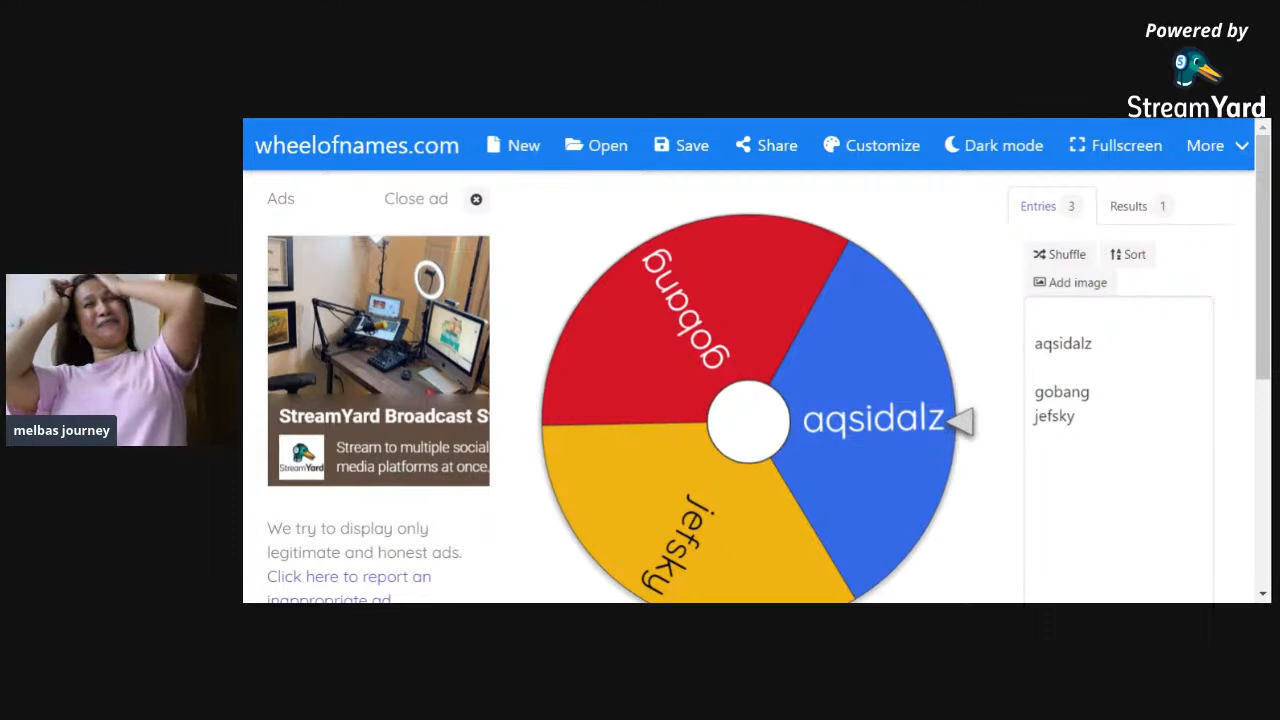 Powered by
StreamYard
wheelofnames.com New Open Save Share Customize Dark mode Fullscreen More
Ads Close ad
StreamYard Broadcast S
StreamYard
Stream to multiple social
media platforms at once.
We try to display only
legitimate and honest ads.
Click here to report an
inappropriate ad
gobang
aqsidalz
jefsky
Entries 3 Results 1
Shuffle Sort
Add image
aqsidalz
gobang
jefsky
melbas journey